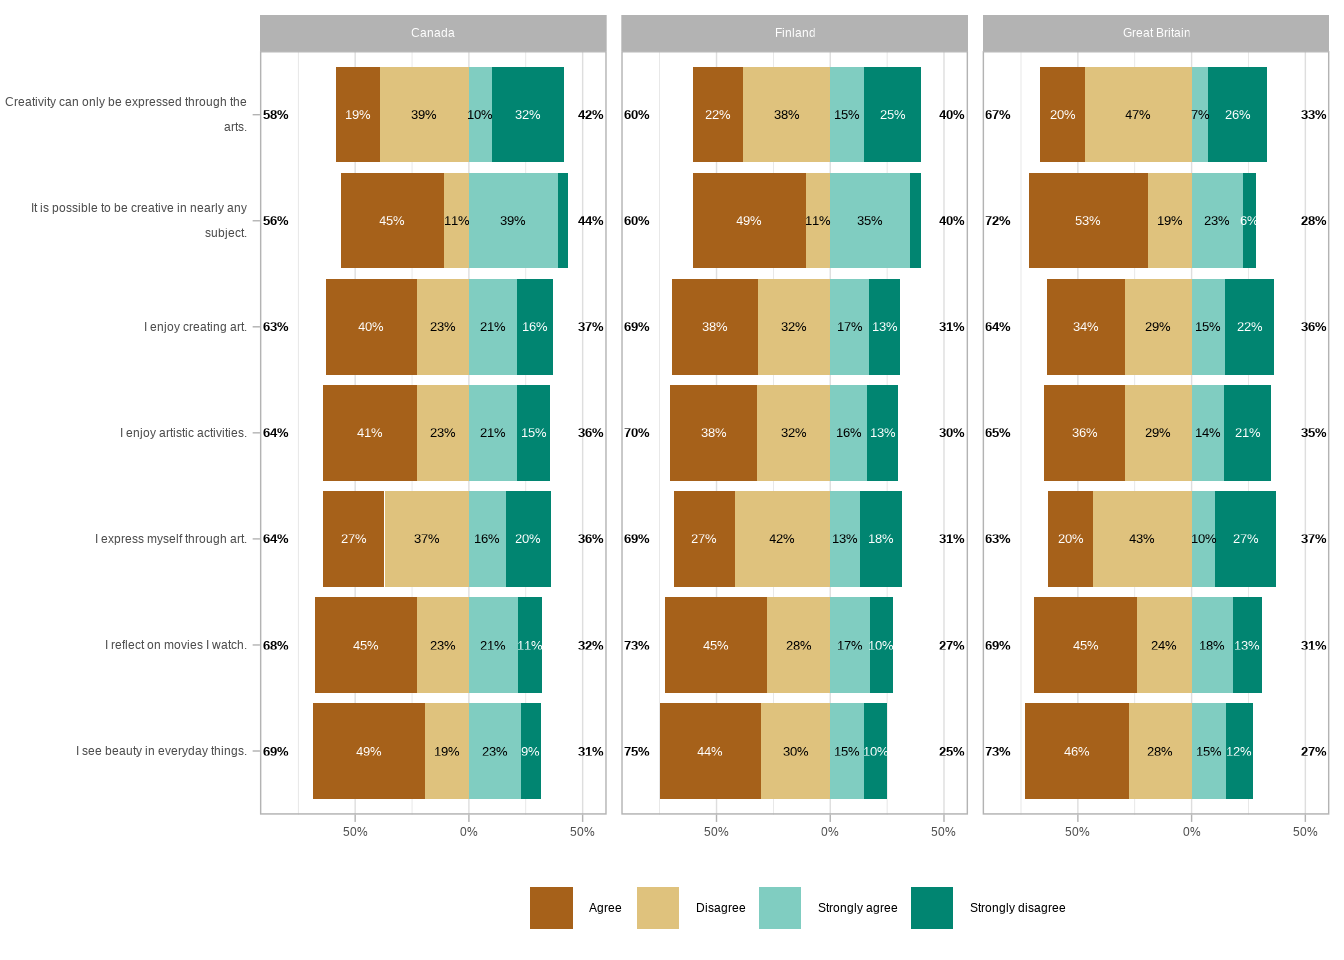 Canada
Finland
Great Britain
Creativity can only be expressed through the
arts.
58% 19% 39% 10% 32% 42% 60% 22% 38% 15% 25% 40% 67% 20% 47% 7% 26% 33%
It is possible to be creative in nearly any
subject.
56% 45% 11% 39% 44% 60% 49% 11% 35% 40% 72% 53% 19% 23% 6% 28%
I enjoy creating art. 63% 40% 23% 21% 16% 37% 69% 38% 32% 17% 13% 31% 64% 34% 29% 15% 22% 36%
I enjoy artistic activities. 64% 41% 23% 21% 15% 36% 70% 38% 32% 16% 13% 30% 65% 36% 29% 14% 21% 35%
I express myself through art. 64% 27% 37% 16% 20% 36% 69% 27% 42% 13% 18% 31% 63% 20% 43% 10% 27% 37%
I reflect on movies I watch. 68% 45% 23% 21% 11% 32% 73% 45% 28% 17% 10% 27% 69% 45% 24% 18% 13% 31%
I see beauty in everyday things. 69% 49% 19% 23% 9% 31% 75% 44% 30% 15% 10% 25% 73% 46% 28% 15% 12% 27%
50% 0% 50% 50% 0% 50% 50% 0% 50%
Agree Disagree Strongly agree Strongly disagree